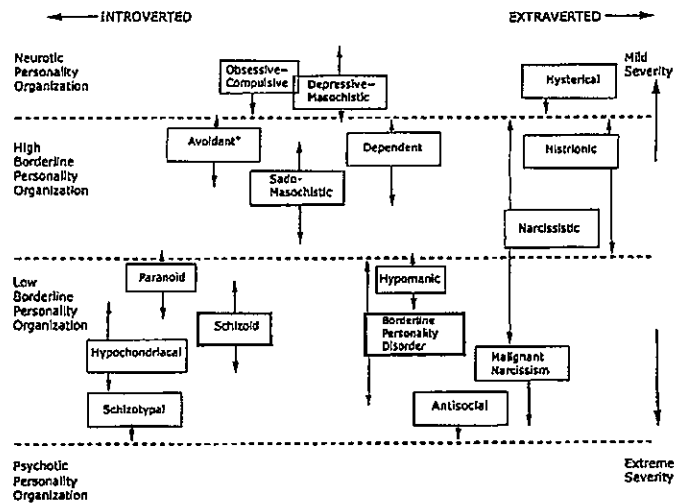 INTROVERTED
EXTRAVERTED
Neurotic
Personality
Organization
Obsessive–
Compulsive
Depressive–
Masochistic
Hysterical
Mild
Severity
High
Borderline
Personality
Organization
Avoidant*
Sado-
Masochistic
Dependent
Histrionic
Narcissistic
Low
Borderline
Personality
Organization
Paranoid
Schizoid
Hypomanic
Hypochondriacal
Borderline
Personality
Disorder
Malignant
Narcissism
Schizotypal
Antisocial
Psychotic
Personality
Organization
Extreme
Severity